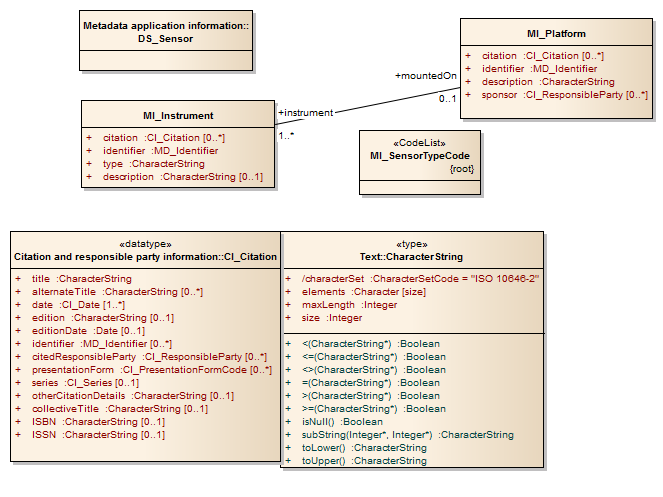 Metadata application information::
DS_Sensor
MI_Platform
+ citation :CI_Citation [0..*]
+ identifier :MD_Identifier
+ description :CharacterString
+ sponsor :CI_ResponsibleParty [0..*]
+mountedOn
0..1
+instrument
1..*
MI_Instrument
+ citation :CI_Citation [0..*]
+ identifier :MD_Identifier
+ type :CharacterString
+ description :CharacterString [0..1]
«CodeList»
MI_SensorTypeCode
{root}
«datatype»
Citation and responsible party information::CI_Citation
+ title :CharacterString
+ alternateTitle :CharacterString [0..*]
+ date :CI_Date [1..*]
+ edition :CharacterString [0..1]
+ editionDate :Date [0..1]
+ identifier :MD_Identifier [0..*]
+ citedResponsibleParty :CI_ResponsibleParty [0..*]
+ presentationForm :CI_PresentationFormCode [0..*]
+ series :CI_Series [0..1]
+ otherCitationDetails :CharacterString [0..1]
+ collectiveTitle :CharacterString [0..1]
+ ISBN :CharacterString [0..1]
+ ISSN :CharacterString [0..1]
«type»
Text::CharacterString
+ /characterSet :CharacterSetCode = "ISO 10646-2"
+ elements :Character [size]
+ maxLength :Integer
+ size :Integer
+ <(CharacterString*) :Boolean
+ <=(CharacterString*) :Boolean
+ <>(CharacterString*) :Boolean
+ =(CharacterString*) :Boolean
+ >(CharacterString*) :Boolean
+ >=(CharacterString*) :Boolean
+ isNull() :Boolean
+ subString(Integer*, Integer*) :CharacterString
+ toLower() :CharacterString
+ toUpper() :CharacterString